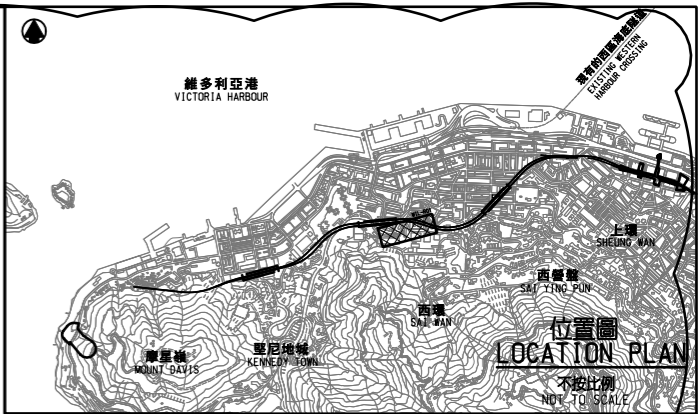 現有的西區海底隧道
EXISTING WESTERN
HARBOUR CROSSING
維多利亞港
VICTORIA HARBOUR
上環
SHEUNG WAN
西營盤
SAI YING PUN
西環
SAI WAN
堅尼地城
KENNEDY TOWN
摩星嶺
MOUNT DAVIS
位置圖
LOCATION PLAN
不按比例
NOT TO SCALE